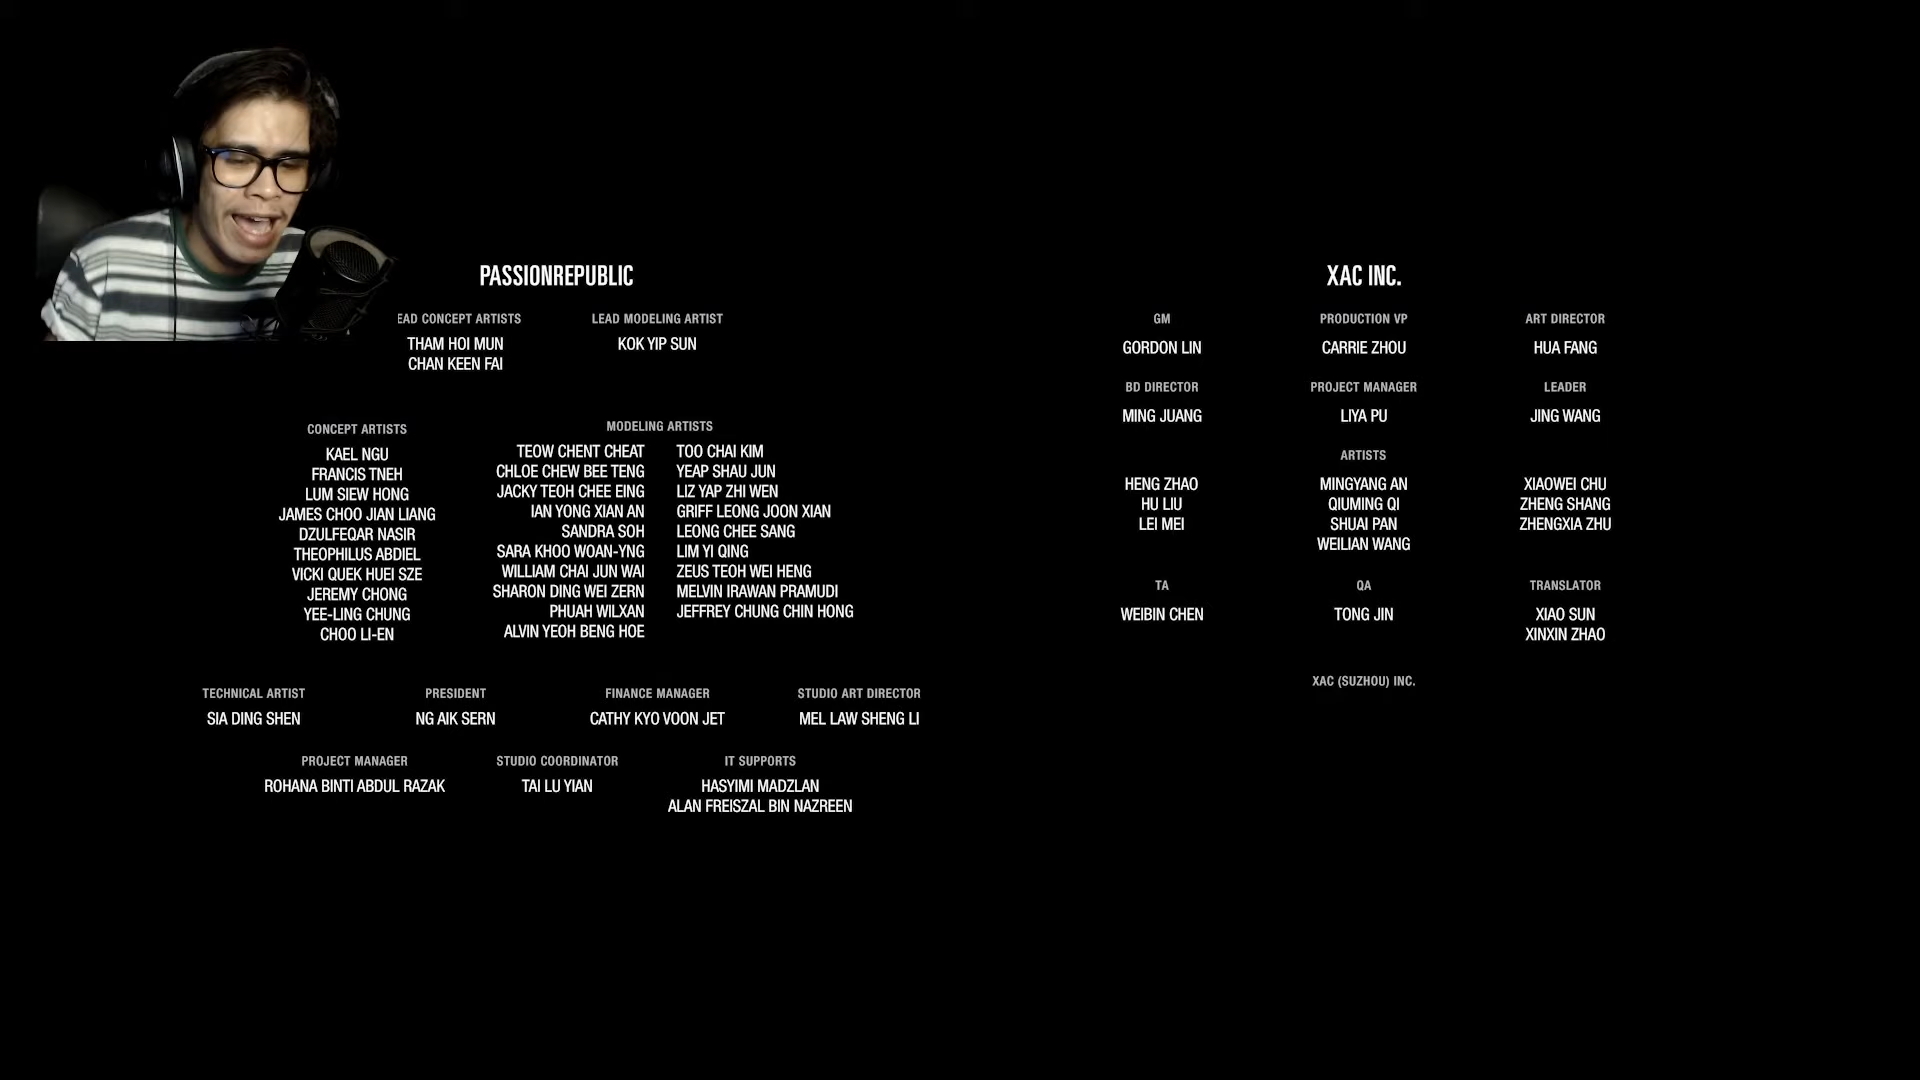 PASSIONREPUBLIC
EAD CONCEPT ARTISTS
THAM HOI MUN
CHAN KEEN FAI
LEAD MODELING ARTIST
KOK YIP SUN
CONCEPT ARTISTS
KAEL NGU
FRANCIS TNEH
LUM SIEW HONG
JAMES CHOO JIAN LIANG
DZULFEQAR NASIR
THEOPHILUS ABDIEL
VICKI QUEK HUEI SZE
JEREMY CHONG
YEE-LING CHUNG
CHOO LI-EN
MODELING ARTISTS
TEOW CHENT CHEAT
CHLOE CHEW BEE TENG
JACKY TEOH CHEE EING
IAN YONG XIAN AN
SANDRA SOH
SARA KHOO WOAN-YNG
WILLIAM CHAI JUN WAI
SHARON DING WEI ZERN
PHUAH WILXAN
ALVIN YEOH BENG HOE
TOO CHAI KIM
YEAP SHAU JUN
LIZ YAP ZHI WEN
GRIFF LEONG JOON XIAN
LEONG CHEE SANG
LIM YI QING
ZEUS TEOH WEI HENG
MELVIN IRAWAN PRAMUDI
JEFFREY CHUNG CHIN HONG
TECHNICAL ARTIST
SIA DING SHEN
PRESIDENT
NG AIK SERN
FINANCE MANAGER
CATHY KYO VOON JET
STUDIO ART DIRECTOR
MEL LAW SHENG LI
PROJECT MANAGER
ROHANA BINTI ABDUL RAZAK
STUDIO COORDINATOR
TAI LU YIAN
IT SUPPORTS
HASYIMI MADZLAN
ALAN FREISZAL BIN NAZREEN
XAC INC.
GM
GORDON LIN
PRODUCTION VP
CARRIE ZHOU
ART DIRECTOR
HUA FANG
BD DIRECTOR
MING JUANG
PROJECT MANAGER
LIYA PU
LEADER
JING WANG
ARTISTS
HENG ZHAO
HU LIU
LEI MEI
MINGYANG AN
QIUMING QI
SHUAI PAN
WEILIAN WANG
XIAOWEI CHU
ZHENG SHANG
ZHENGXIA ZHU
TA
WEIBIN CHEN
QA
TONG JIN
TRANSLATOR
XIAO SUN
XINXIN ZHAO
XAC (SUZHOU) INC.